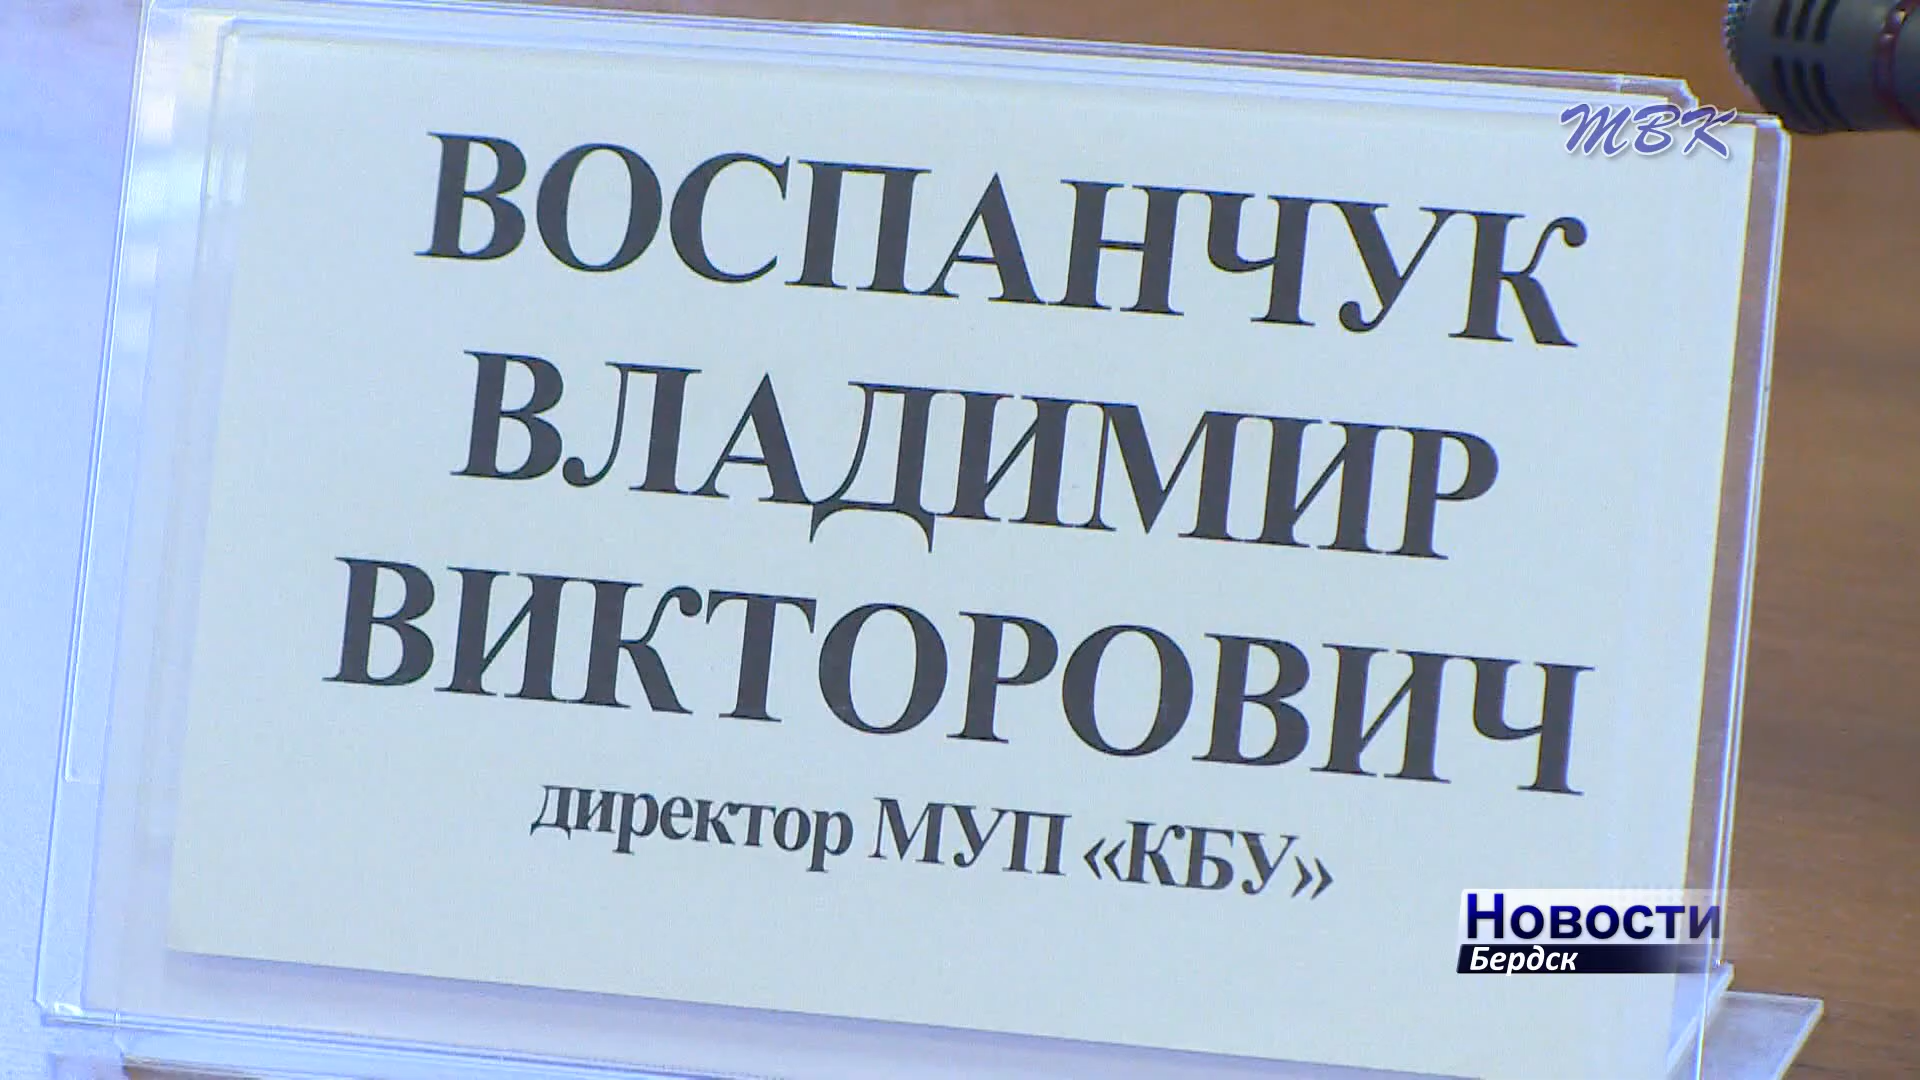 ТВК
ВОСПАНЧУК
ВЛАДИМИР
ВИКТОРОВИЧ
директор МУП «КБУ»
Новости
Бердск